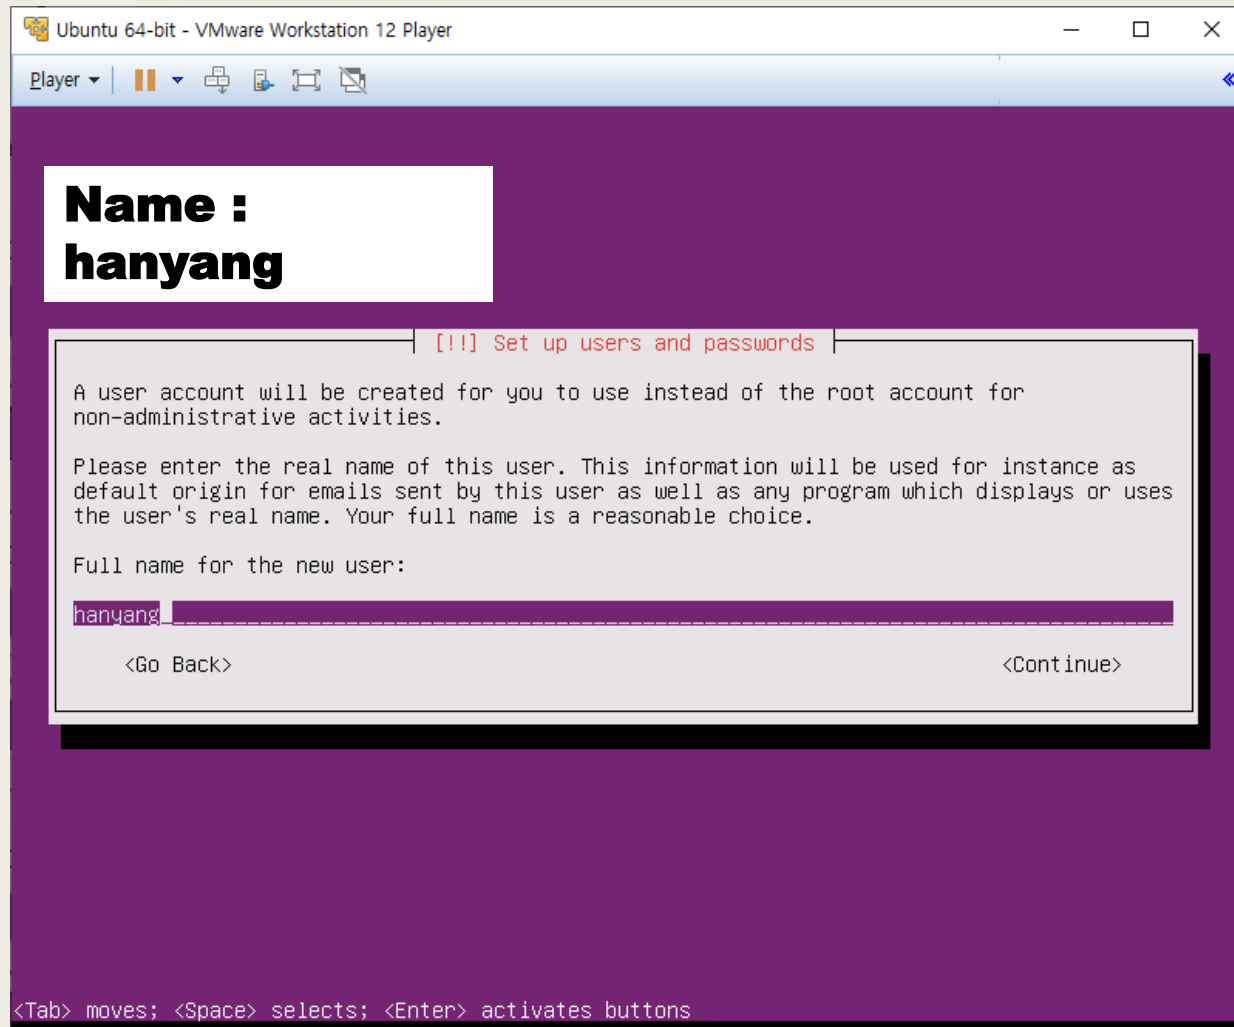 Ubuntu 64-bit - VMware Workstation 12 Player
Player
Name :
hanyang
[!!] Set up users and passwords
A user account will be created for you to use instead of the root account for
non-administrative activities.
Please enter the real name of this user. This information will be used for instance as
default origin for emails sent by this user as well as any program which displays or uses
the user's real name. Your full name is a reasonable choice.
Full name for the new user:
hanyang
<Go Back> <Continue>
<Tab> moves; <Space> selects; <Enter> activates buttons